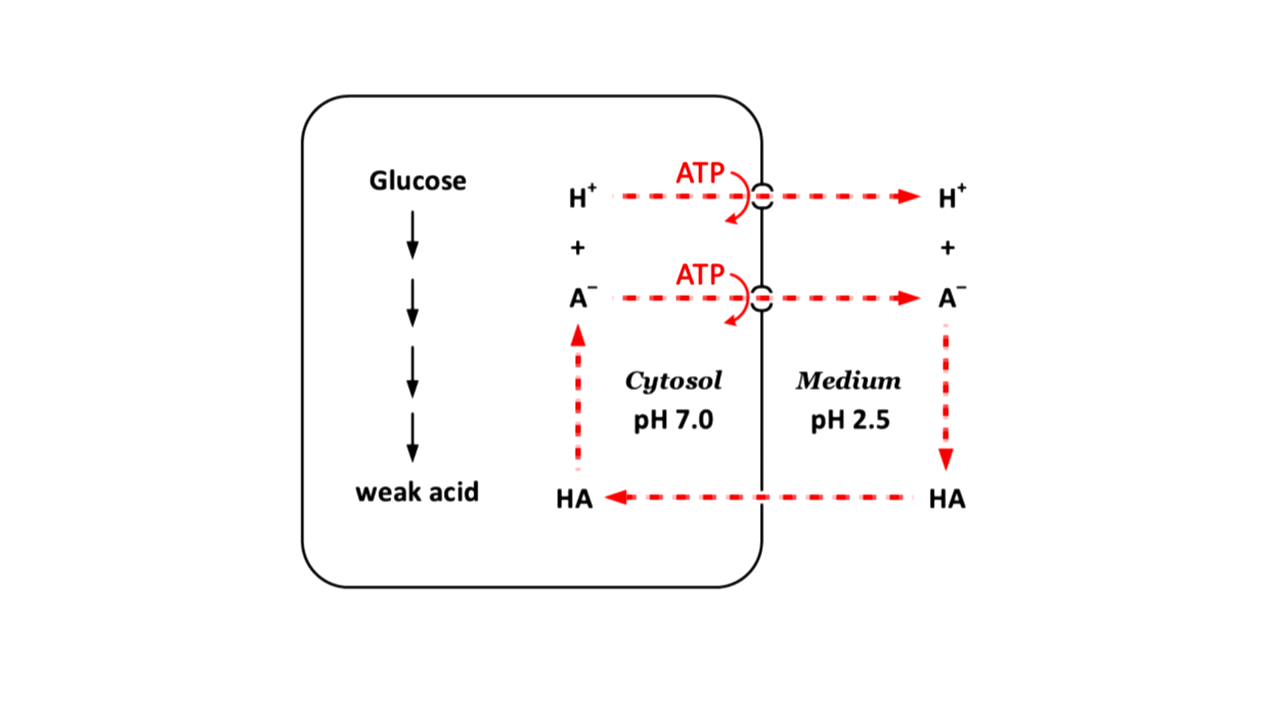 Glucose
weak acid
H⁺
+
A⁻
HA
ATP
ATP
Cytosol
pH 7.0
Medium
pH 2.5
H⁺
+
A⁻
HA